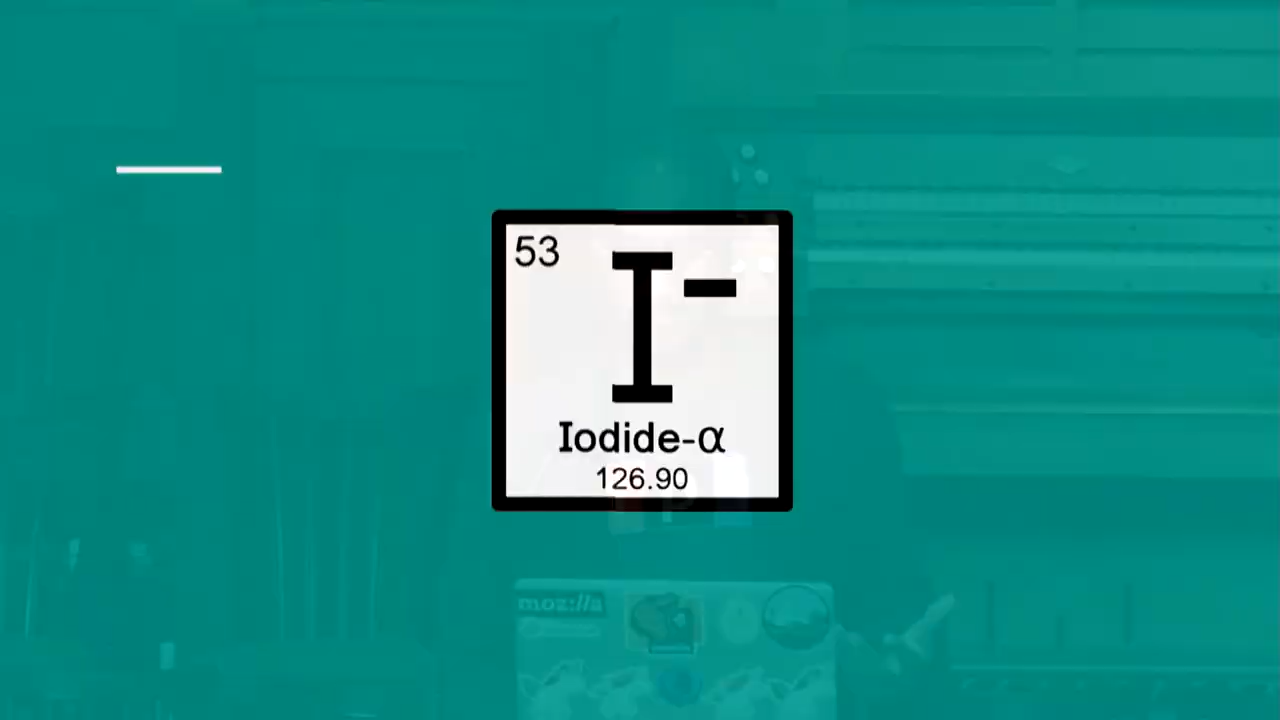 53
I-
Iodide-α
126.90
moz://a